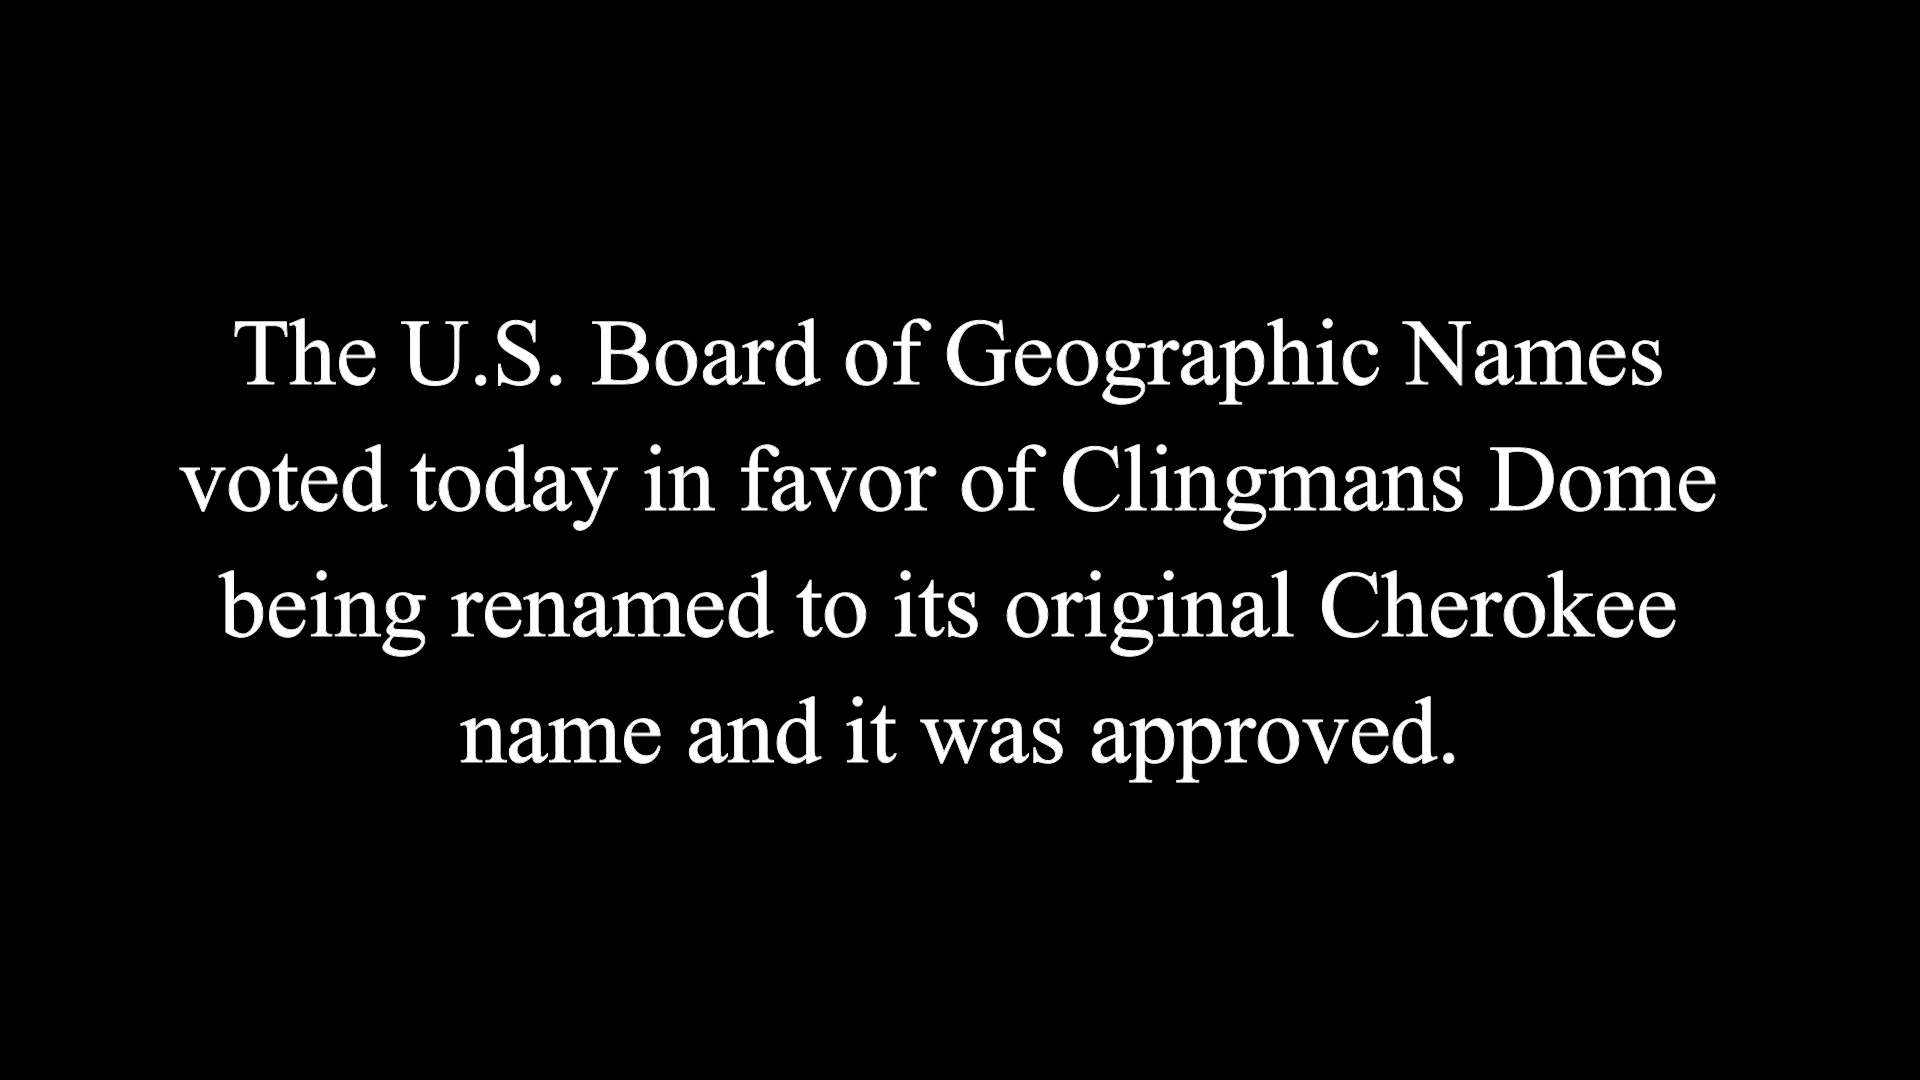 The U.S. Board of Geographic Names
voted today in favor of Clingmans Dome
being renamed to its original Cherokee
name and it was approved.